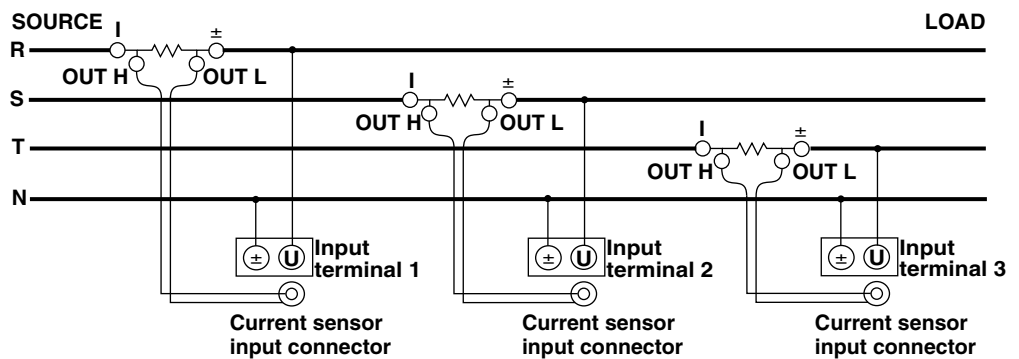 SOURCE
LOAD
I
±
R
OUT H
OUT L
I
±
S
OUT H
OUT L
I
±
T
OUT H
OUT L
N
± U
Input
terminal 1
± U
Input
terminal 2
± U
Input
terminal 3
Current sensor
input connector
Current sensor
input connector
Current sensor
input connector